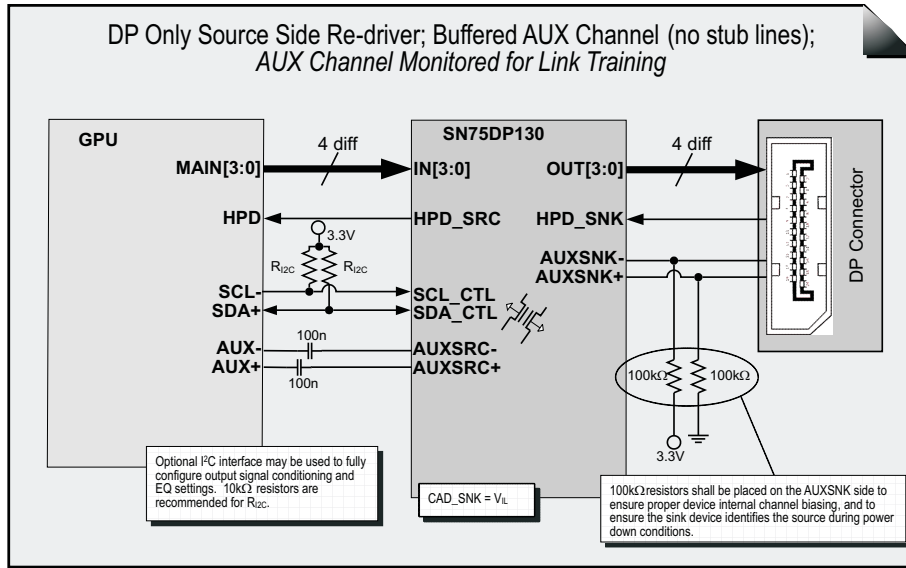 DP Only Source Side Re-driver; Buffered AUX Channel (no stub lines);
AUX Channel Monitored for Link Training
GPU
SN75DP130
DP Connector
4 diff
4 diff
MAIN[3:0]
IN[3:0]
OUT[3:0]
HPD
HPD_SRC
HPD_SNK
3.3V
RI2C
RI2C
AUXSNK-
AUXSNK+
SCL-
SCL_CTL
SDA+
SDA_CTL
100n
AUX-
AUXSRC-
AUX+
AUXSRC+
100n
100kΩ
100kΩ
3.3V
Optional I²C interface may be used to fully
configure output signal conditioning and
EQ settings. 10kΩ resistors are
recommended for RI2C.
CAD_SNK = VIL
100kΩ resistors shall be placed on the AUXSNK side to
ensure proper device internal channel biasing, and to
ensure the sink device identifies the source during power
down conditions.